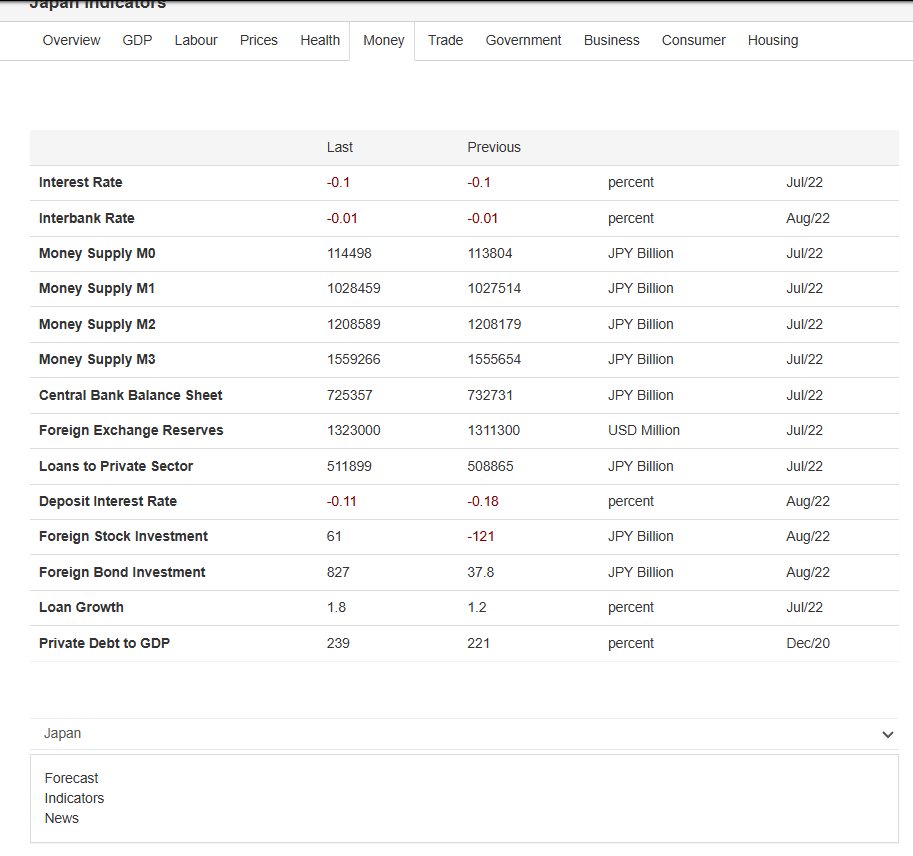 Japan Indicators
Overview GDP Labour Prices Health Money Trade Government Business Consumer Housing
Last Previous
Interest Rate -0.1 -0.1 percent Jul/22
Interbank Rate -0.01 -0.01 percent Aug/22
Money Supply M0 114498 113804 JPY Billion Jul/22
Money Supply M1 1028459 1027514 JPY Billion Jul/22
Money Supply M2 1208589 1208179 JPY Billion Jul/22
Money Supply M3 1559266 1555654 JPY Billion Jul/22
Central Bank Balance Sheet 725357 732731 JPY Billion Jul/22
Foreign Exchange Reserves 1323000 1311300 USD Million Jul/22
Loans to Private Sector 511899 508865 JPY Billion Jul/22
Deposit Interest Rate -0.11 -0.18 percent Aug/22
Foreign Stock Investment 61 -121 JPY Billion Aug/22
Foreign Bond Investment 827 37.8 JPY Billion Aug/22
Loan Growth 1.8 1.2 percent Jul/22
Private Debt to GDP 239 221 percent Dec/20
Japan
Forecast
Indicators
News